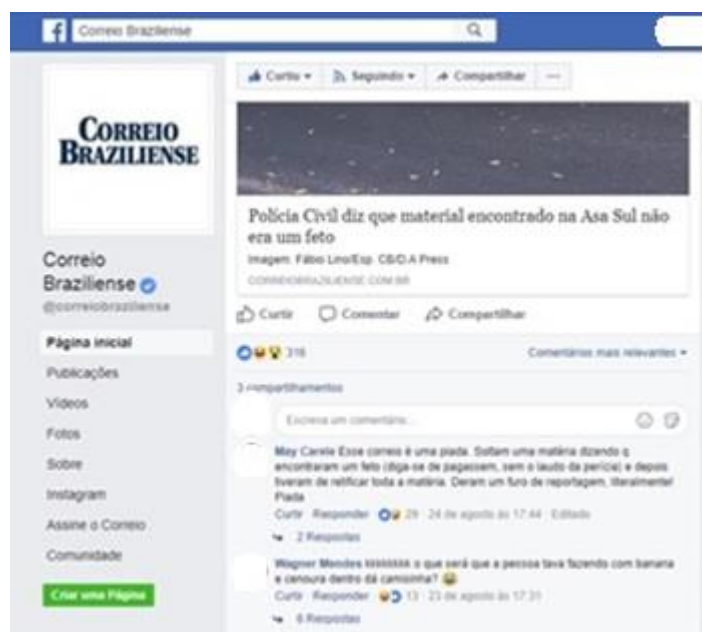 Correio Braziliense
Curtiu
Seguindo
Compartilhar
CORREIO
BRAZILIENSE
Polícia Civil diz que material encontrado na Asa Sul não
era um feto
Imagem: Fábio Lino/Esp. CB/D.A Press
CORREIOBRAZILIENSE.COM.BR
Correio
Braziliense
@correiobraziliense
Curtir Comentar Compartilhar
Página inicial
316 Comentários mais relevantes
Publicações
3 compartilhamentos
Vídeos
Escreva um comentário...
Fotos
Sobre
Instagram
Assine o Correio
Comunidade
Criar uma Página
May Carele Esse correio é uma piada. Soltam uma matéria dizendo q
encontraram um feto (diga-se de pagassem, sem o laudo da perícia) e depois
tiveram de retificar toda a matéria. Deram um furo de reportagem, literalmente!
Piada
Curtir Responder 29 24 de agosto às 17:44 Editado
2 Respostas
Wagner Mendes o que será que a pessoa tava fazendo com banana
e cenoura dentro dá camisinha?
Curtir Responder 13 23 de agosto às 17:31
6 Respostas